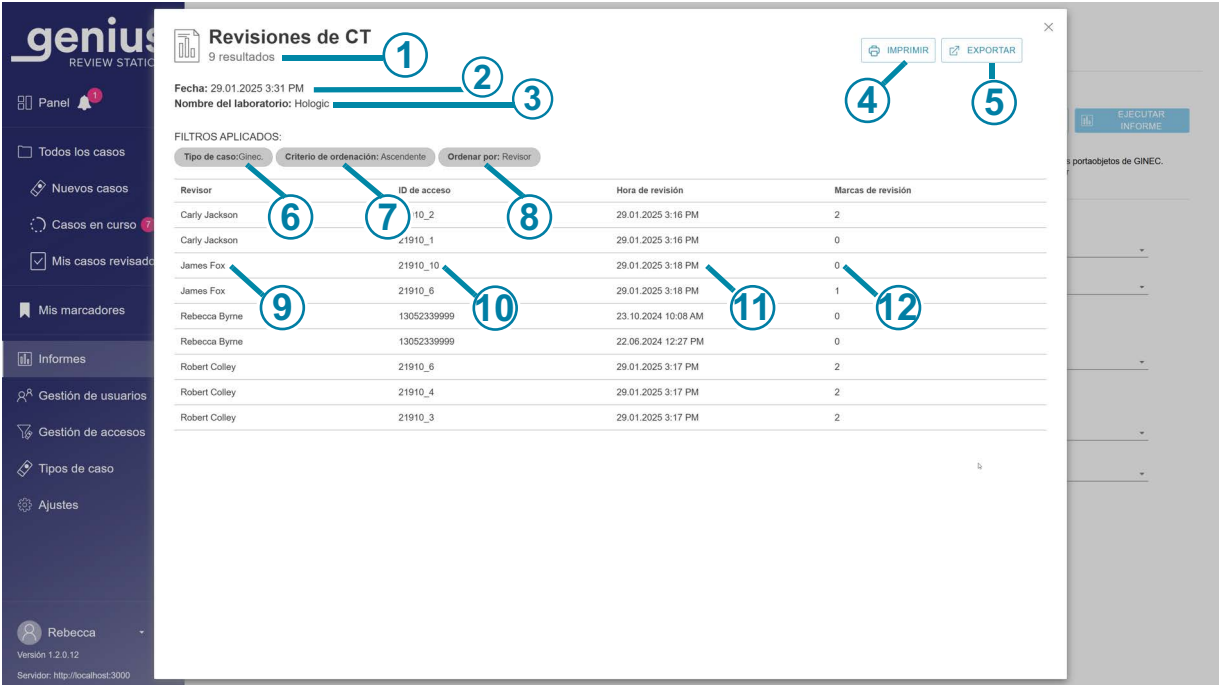 genius
REVIEW STATIC
Panel
1
Todos los casos
Nuevos casos
Casos en curso 7
Mis casos revisado
Mis marcadores
Informes
Gestión de usuarios
Gestión de accesos
Tipos de caso
Ajustes
Rebecca
Versión 1.2.0.12
Servidor: http://localhost:3000
Revisiones de CT
9 resultados
1
IMPRIMIR
EXPORTAR
Fecha: 29.01.2025 3:31 PM
2
Nombre del laboratorio: Hologic
3
4
5
FILTROS APLICADOS:
Tipo de caso:Ginec. Criterio de ordenación: Ascendente Ordenar por: Revisor
Revisor ID de acceso Hora de revisión Marcas de revisión
6 7 8
Carly Jackson 10_2 29.01.2025 3:16 PM 2
Carly Jackson 21910_1 29.01.2025 3:16 PM 0
James Fox 21910_10 29.01.2025 3:18 PM 0
James Fox 21910_6 29.01.2025 3:18 PM 1
9 10 11 12
Rebecca Byrne 13052339999 23.10.2024 10:08 AM 0
Rebecca Byrne 13052339999 22.06.2024 12:27 PM 0
Robert Colley 21910_6 29.01.2025 3:17 PM 2
Robert Colley 21910_4 29.01.2025 3:17 PM 2
Robert Colley 21910_3 29.01.2025 3:17 PM 2
EJECUTAR
INFORME
s portaobjetos de GINEC.